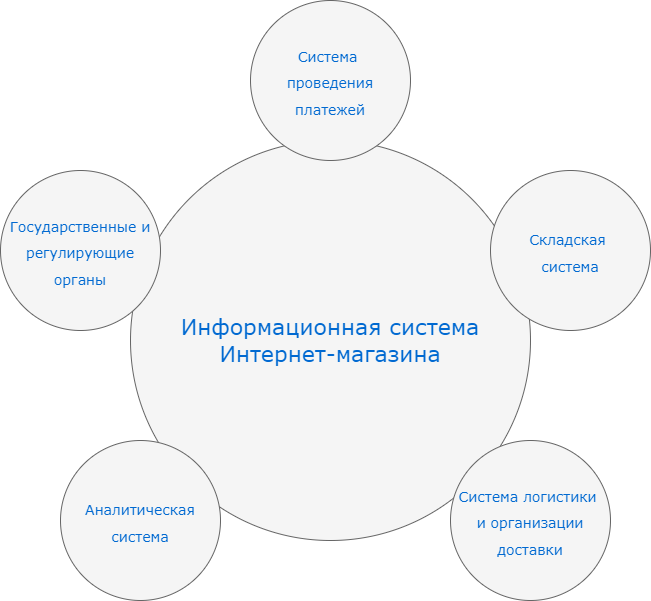 Система
проведения
платежей
Государственные и
регулирующие
органы
Складская
система
Информационная система
Интернет-магазина
Аналитическая
система
Система логистики
и организации
доставки